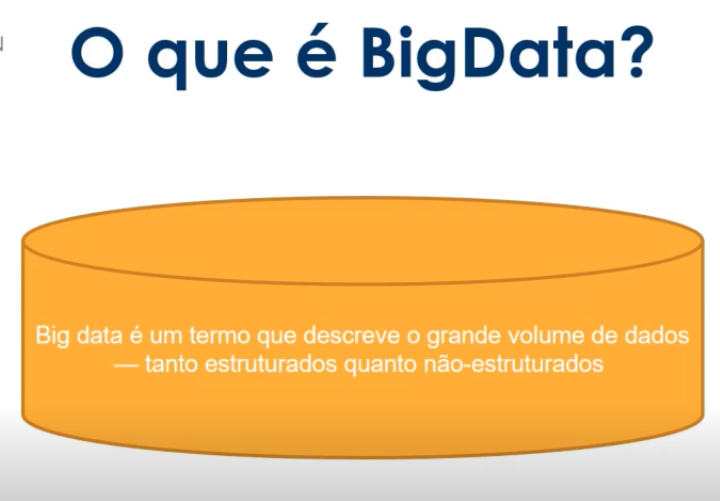 O que é BigData?
Big data é um termo que descreve o grande volume de dados
— tanto estruturados quanto não-estruturados